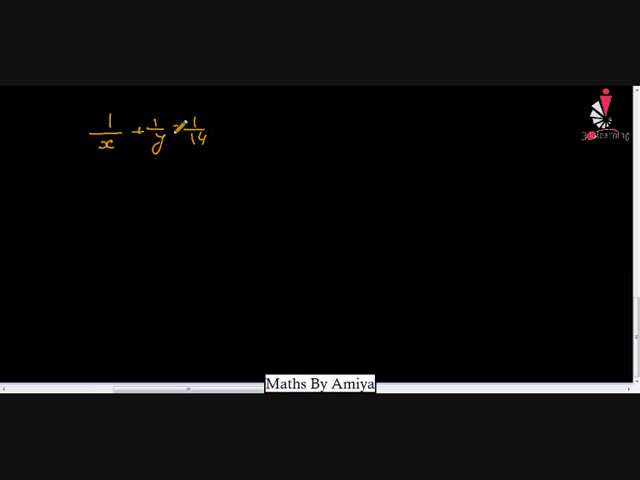 1/x + 1/y = 1/14
Maths By Amiya